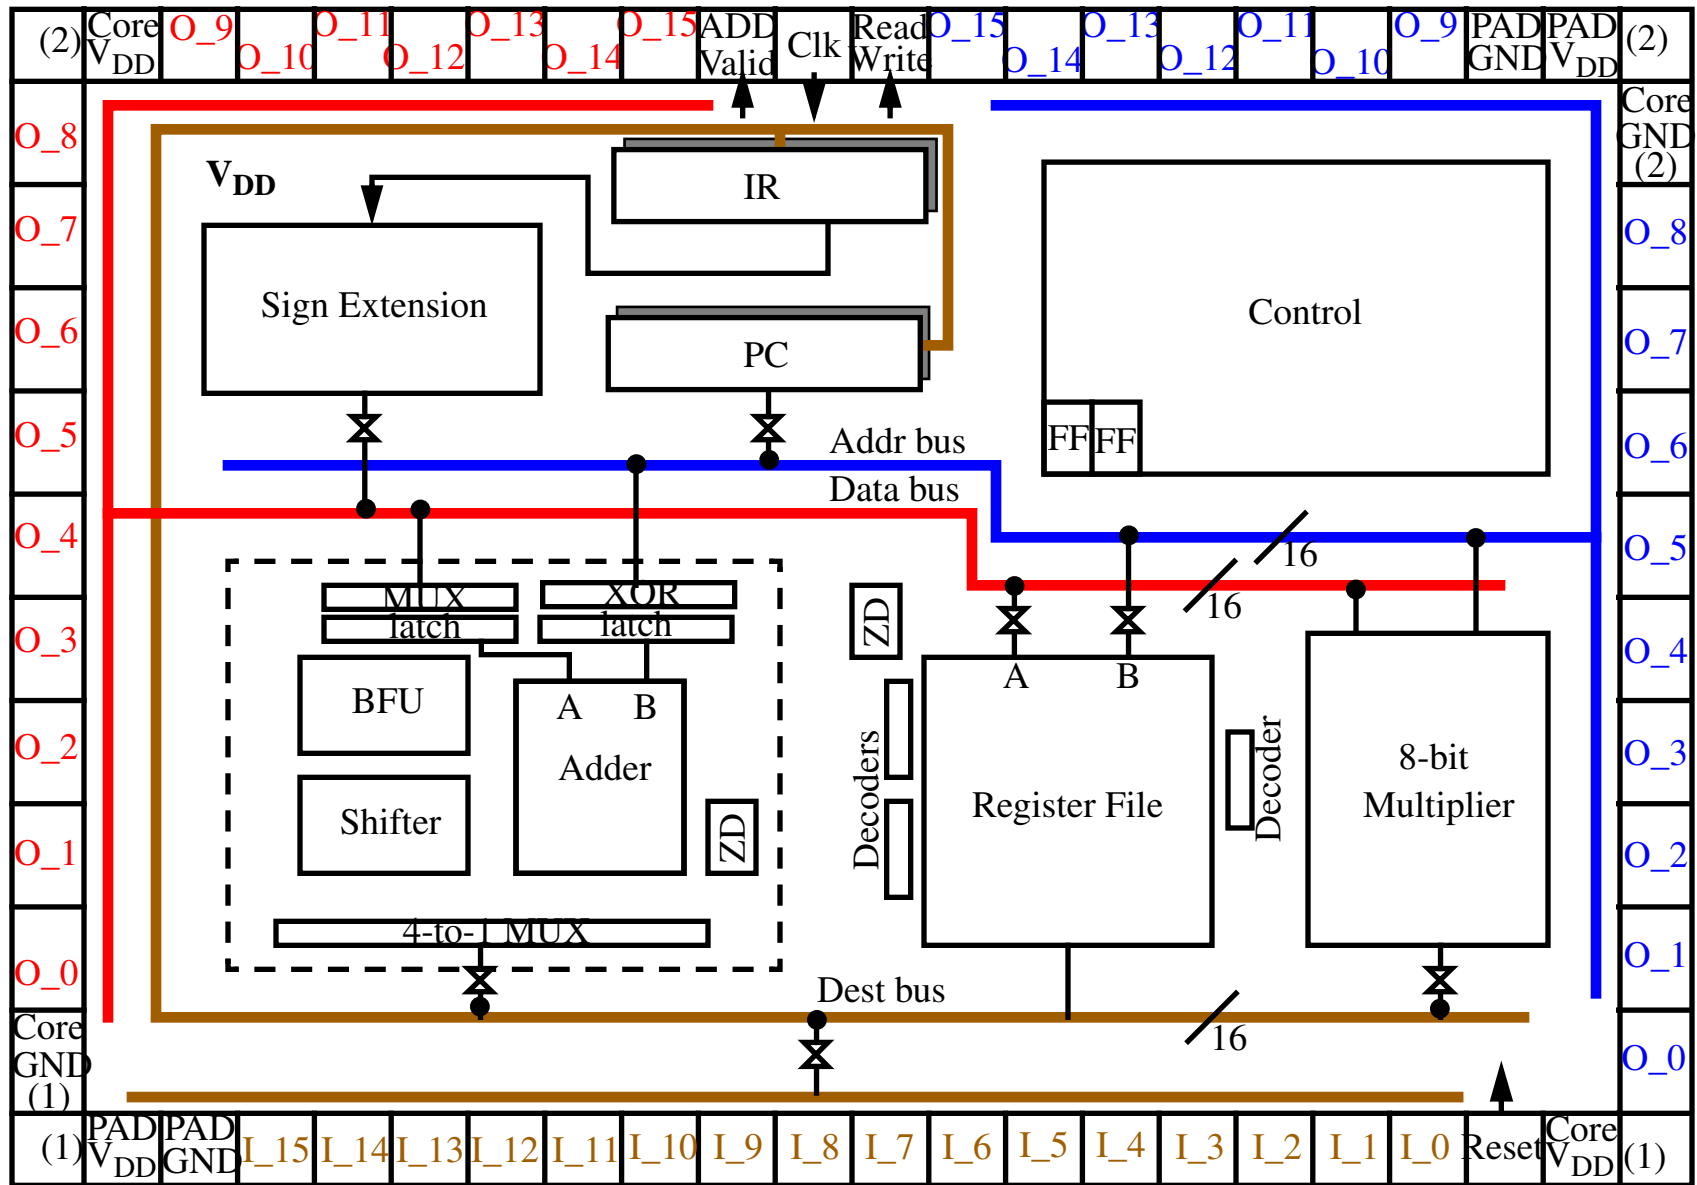 (2)
Core
V_DD
O_9
O_10
O_11
O_12
O_13
O_14
O_15
ADD
Valid
Clk
Read
Write
O_15
O_14
O_13
O_12
O_11
O_10
O_9
PAD
GND
PAD
V_DD
(2)
O_8
O_7
O_6
O_5
O_4
O_3
O_2
O_1
O_0
Core
GND
(1)
V_DD
IR
Sign Extension
PC
Control
FF
FF
Addr bus
Data bus
16
16
MUX
latch
XOR
latch
BFU
A
B
Adder
Shifter
ZD
4-to-1 MUX
ZD
Decoders
A
B
Register File
Decoder
8-bit
Multiplier
Dest bus
16
Core
GND
(2)
O_8
O_7
O_6
O_5
O_4
O_3
O_2
O_1
O_0
(1)
PAD
V_DD
PAD
GND
I_15
I_14
I_13
I_12
I_11
I_10
I_9
I_8
I_7
I_6
I_5
I_4
I_3
I_2
I_1
I_0
Reset
Core
V_DD
(1)